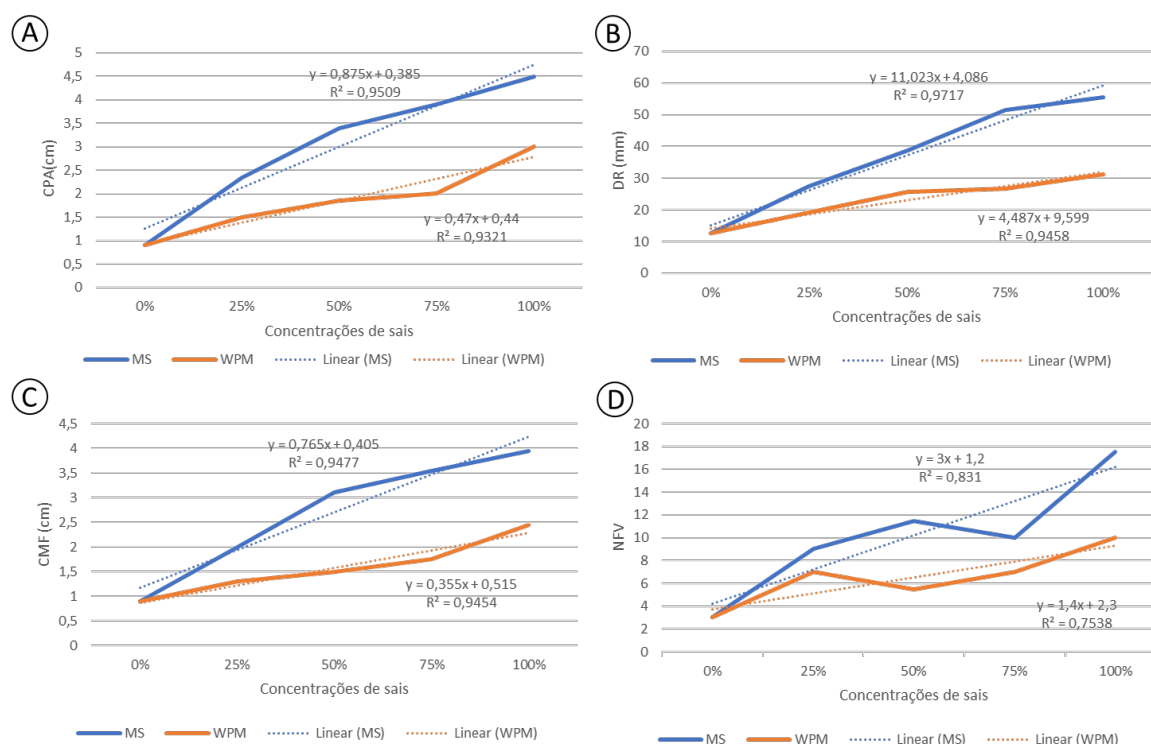 A
5
4,5
4
3,5
3
2,5
2
1,5
1
0,5
0
CPA(cm)
y = 0,875x + 0,385
R² = 0,9509
y = 0,47x + 0,44
R² = 0,9321
0% 25% 50% 75% 100%
Concentrações de sais
MS WPM Linear (MS) Linear (WPM)
B
70
60
50
40
30
20
10
0
DR (mm)
y = 11,023x + 4,086
R² = 0,9717
y = 4,487x + 9,599
R² = 0,9458
0% 25% 50% 75% 100%
Concentrações de sais
MS WPM Linear (MS) Linear (WPM)
C
4,5
4
3,5
3
2,5
2
1,5
1
0,5
0
CMF (cm)
y = 0,765x + 0,405
R² = 0,9477
y = 0,355x + 0,515
R² = 0,9454
0% 25% 50% 75% 100%
Concentrações de sais
MS WPM Linear (MS) Linear (WPM)
D
20
18
16
14
12
10
8
6
4
2
0
NFV
y = 3x + 1,2
R² = 0,831
y = 1,4x + 2,3
R² = 0,7538
0% 25% 50% 75% 100%
Concentrações de sais
MS WPM Linear (MS) Linear (WPM)